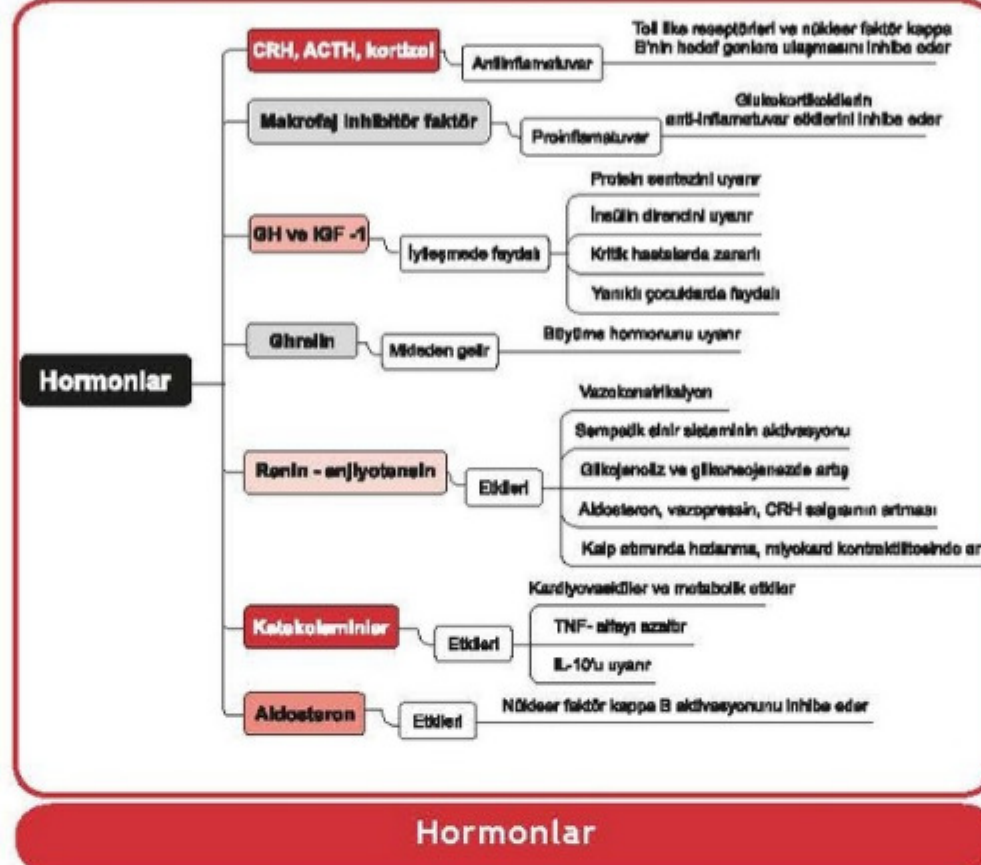 CRH, ACTH, kortizol
Antiinflamatuvar
Toll like reseptörleri ve nükleer faktör kappa
B'nin hedef genlere ulaşmasını inhibe eder
Makrofaj inhibitör faktör
Proinflamatuvar
Glukokortikoidlerin
anti-inflamatuvar etkilerini inhibe eder
GH ve IGF -1
İyileşmede faydalı
Protein sentezini uyarır
İnsülin direncini uyarır
Kritik hastalarda zararlı
Yanıklı çocuklarda faydalı
Ghrelin
Mideden gelir
Büyüme hormonunu uyarır
Hormonlar
Renin - anjiyotensin
Etkileri
Vazokonstriksiyon
Sempatik sinir sisteminin aktivasyonu
Glikojenoliz ve glikoneojenezde artış
Aldosteron, vazopressin, CRH salgısının artması
Kalp atımında hızlanma, miyokard kontraktilitesinde ar
Katekolaminler
Etkileri
Kardiyovasküler ve metabolik etkiler
TNF- alfayı azaltır
IL-10'u uyarır
Aldosteron
Etkileri
Nükleer faktör kappa B aktivasyonunu inhibe eder
Hormonlar